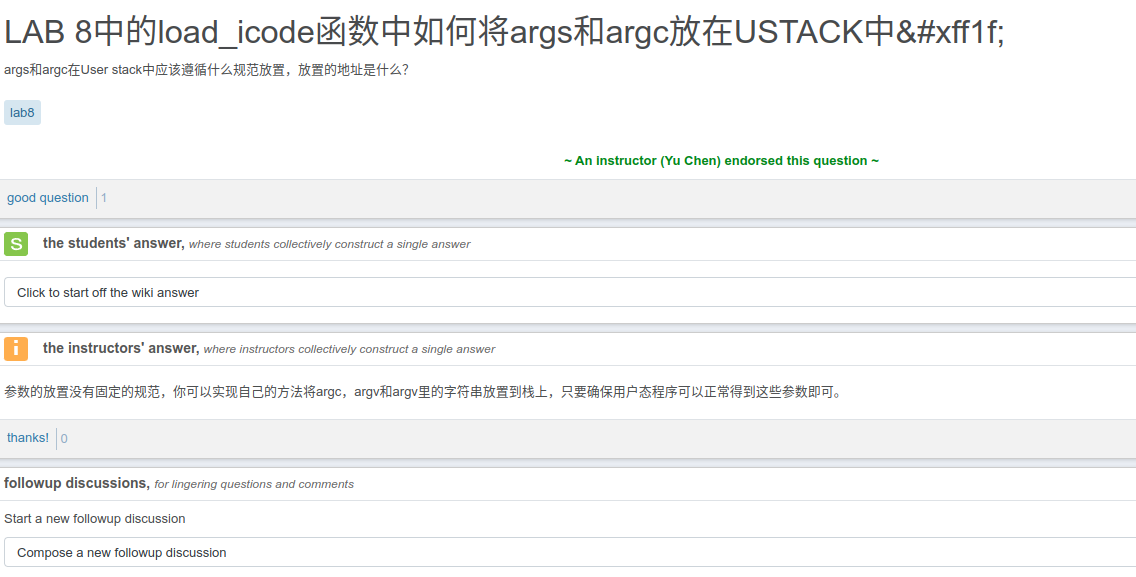 LAB 8中的load_icode函数中如何将args和argc放在USTACK中&#xff1f;
args和argc在User stack中应该遵循什么规范放置，放置的地址是什么？
lab8
~ An instructor (Yu Chen) endorsed this question ~
good question 1
S the students' answer, where students collectively construct a single answer
Click to start off the wiki answer
i the instructors' answer, where instructors collectively construct a single answer
参数的放置没有固定的规范，你可以实现自己的方法将argc，argv和argv里的字符串放置到栈上，只要确保用户态程序可以正常得到这些参数即可。
thanks! 0
followup discussions, for lingering questions and comments
Start a new followup discussion
Compose a new followup discussion